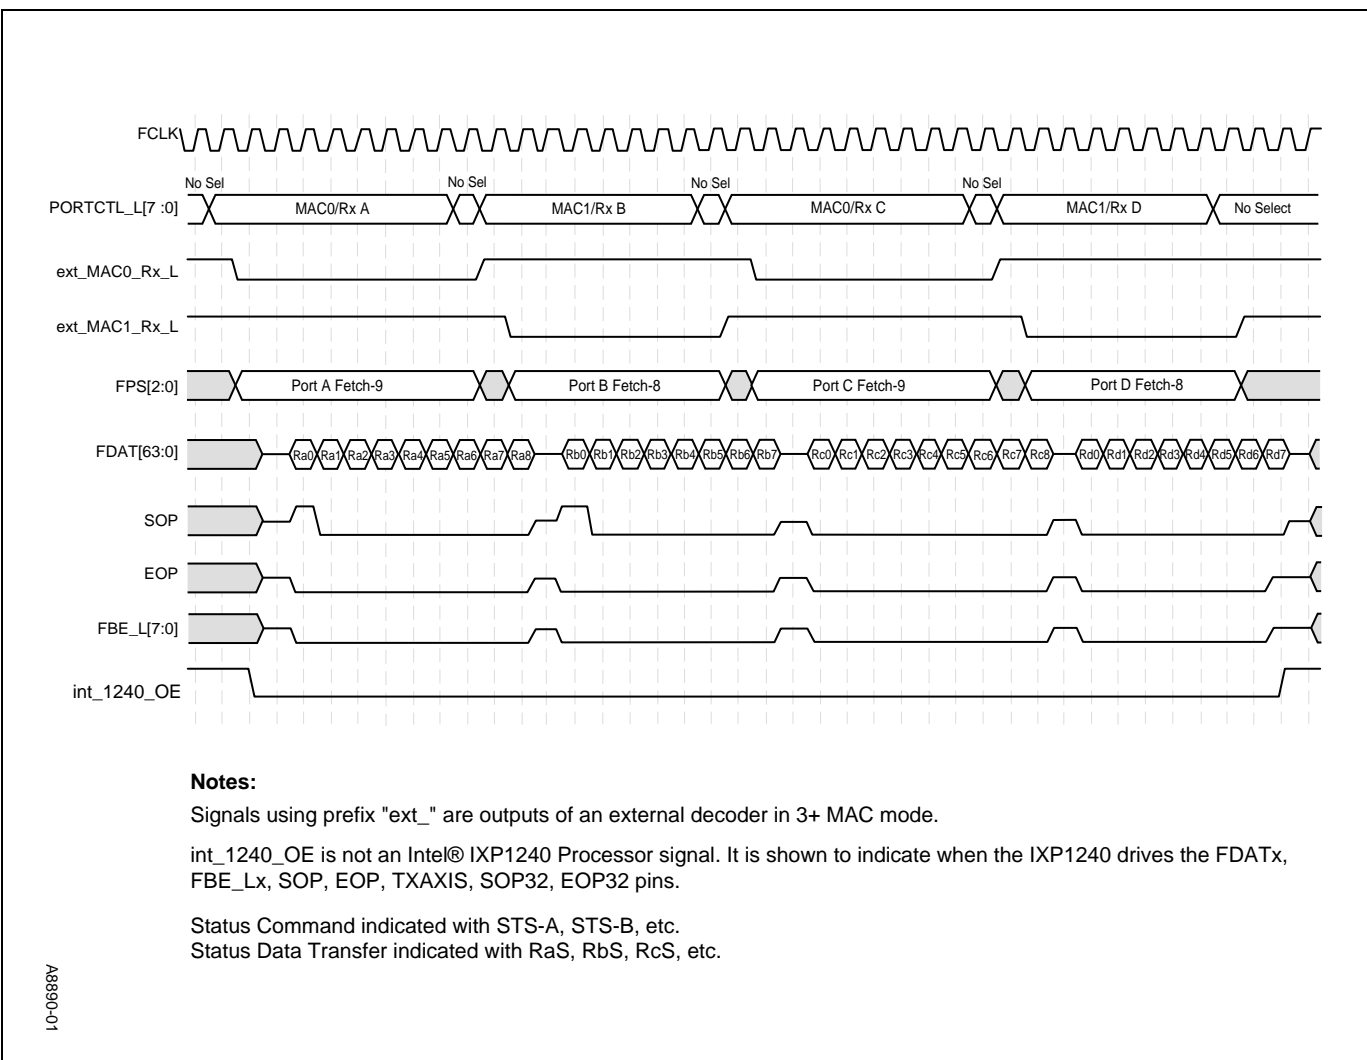 FCLK
No Sel No Sel No Sel No Sel
PORTCTL_L[7 :0] MAC0/Rx A MAC1/Rx B MAC0/Rx C MAC1/Rx D No Select
ext_MAC0_Rx_L
ext_MAC1_Rx_L
FPS[2:0] Port A Fetch-9 Port B Fetch-8 Port C Fetch-9 Port D Fetch-8
FDAT[63:0] Ra0 Ra1 Ra2 Ra3 Ra4 Ra5 Ra6 Ra7 Ra8 Rb0 Rb1 Rb2 Rb3 Rb4 Rb5 Rb6 Rb7 Rc0 Rc1 Rc2 Rc3 Rc4 Rc5 Rc6 Rc7 Rc8 Rd0 Rd1 Rd2 Rd3 Rd4 Rd5 Rd6 Rd7
SOP
EOP
FBE_L[7:0]
int_1240_OE
Notes:
Signals using prefix "ext_" are outputs of an external decoder in 3+ MAC mode.
int_1240_OE is not an Intel® IXP1240 Processor signal. It is shown to indicate when the IXP1240 drives the FDATx,
FBE_Lx, SOP, EOP, TXAXIS, SOP32, EOP32 pins.
Status Command indicated with STS-A, STS-B, etc.
Status Data Transfer indicated with RaS, RbS, RcS, etc.
A8890-01